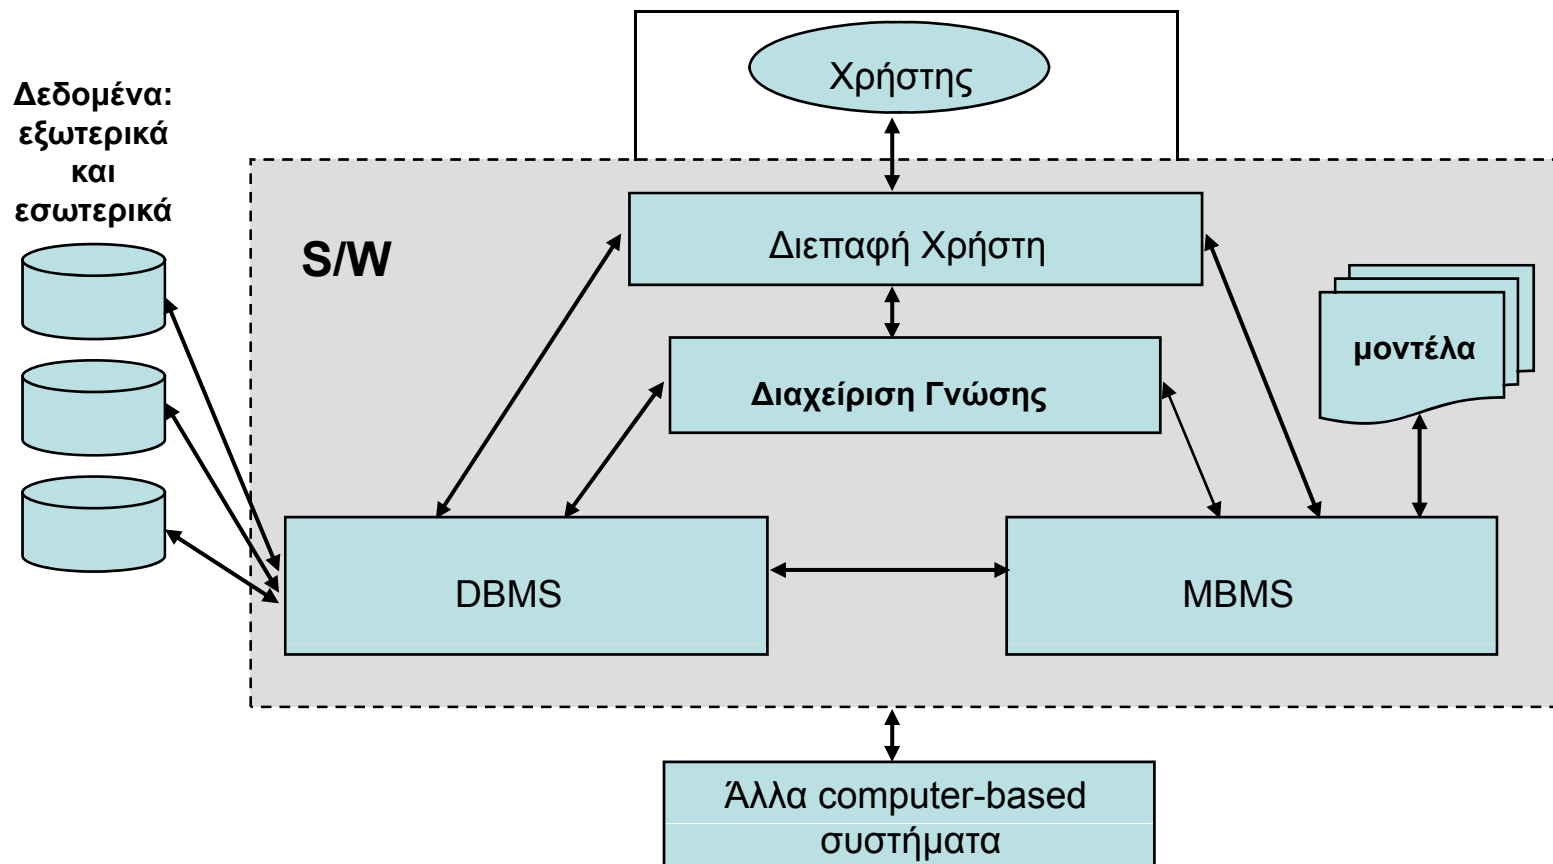 Χρήστης
Δεδομένα:
εξωτερικά
και
εσωτερικά
S/W
Διεπαφή Χρήστη
μοντέλα
Διαχείριση Γνώσης
DBMS
MBMS
Άλλα computer-based
συστήματα